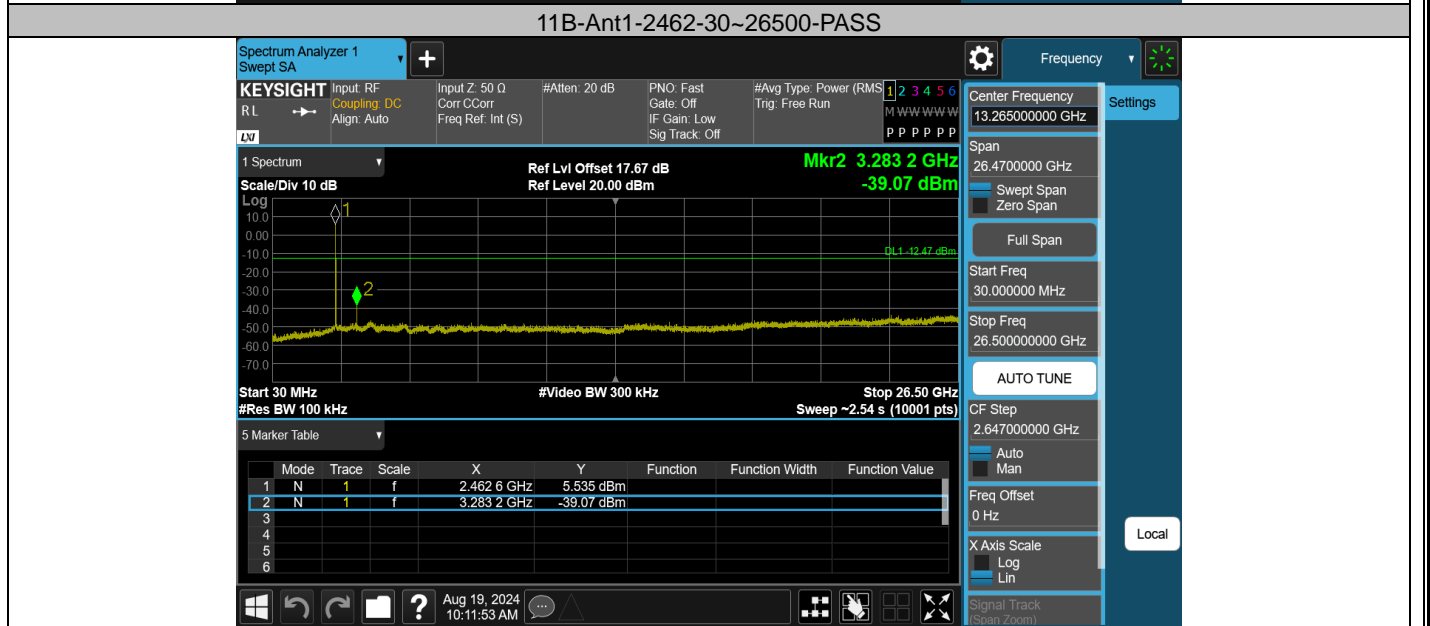 11B-Ant1-2462-30~26500-PASS
Spectrum Analyzer 1
Swept SA
+
Frequency
KEYSIGHT
RL
LXI
Input: RF
Coupling: DC
Align: Auto
Input Z: 50 Ω
Corr CCorr
Freq Ref: Int (S)
#Atten: 20 dB
PNO: Fast
Gate: Off
IF Gain: Low
Sig Track: Off
#Avg Type: Power (RMS
Trig: Free Run
1 2 3 4 5 6
M W W W W W
P P P P P P
1 Spectrum
Scale/Div 10 dB
Ref Lvl Offset 17.67 dB
Ref Level 20.00 dBm
Mkr2 3.283 2 GHz
-39.07 dBm
Log
10.0
0.00
-10.0
-20.0
-30.0
-40.0
-50.0
-60.0
-70.0
1
2
DL1 -12.47 dBm
Start 30 MHz
#Res BW 100 kHz
#Video BW 300 kHz
Stop 26.50 GHz
Sweep ~2.54 s (10001 pts)
5 Marker Table
Mode Trace Scale X Y Function Function Width Function Value
1 N 1 f 2.462 6 GHz 5.535 dBm
2 N 1 f 3.283 2 GHz -39.07 dBm
3
4
5
6
?
Aug 19, 2024
10:11:53 AM
Center Frequency
13.265000000 GHz
Settings
Span
26.4700000 GHz
Swept Span
Zero Span
Full Span
Start Freq
30.000000 MHz
Stop Freq
26.500000000 GHz
AUTO TUNE
CF Step
2.647000000 GHz
Auto
Man
Freq Offset
0 Hz
Local
X Axis Scale
Log
Lin
Signal Track
(Span Zoom)